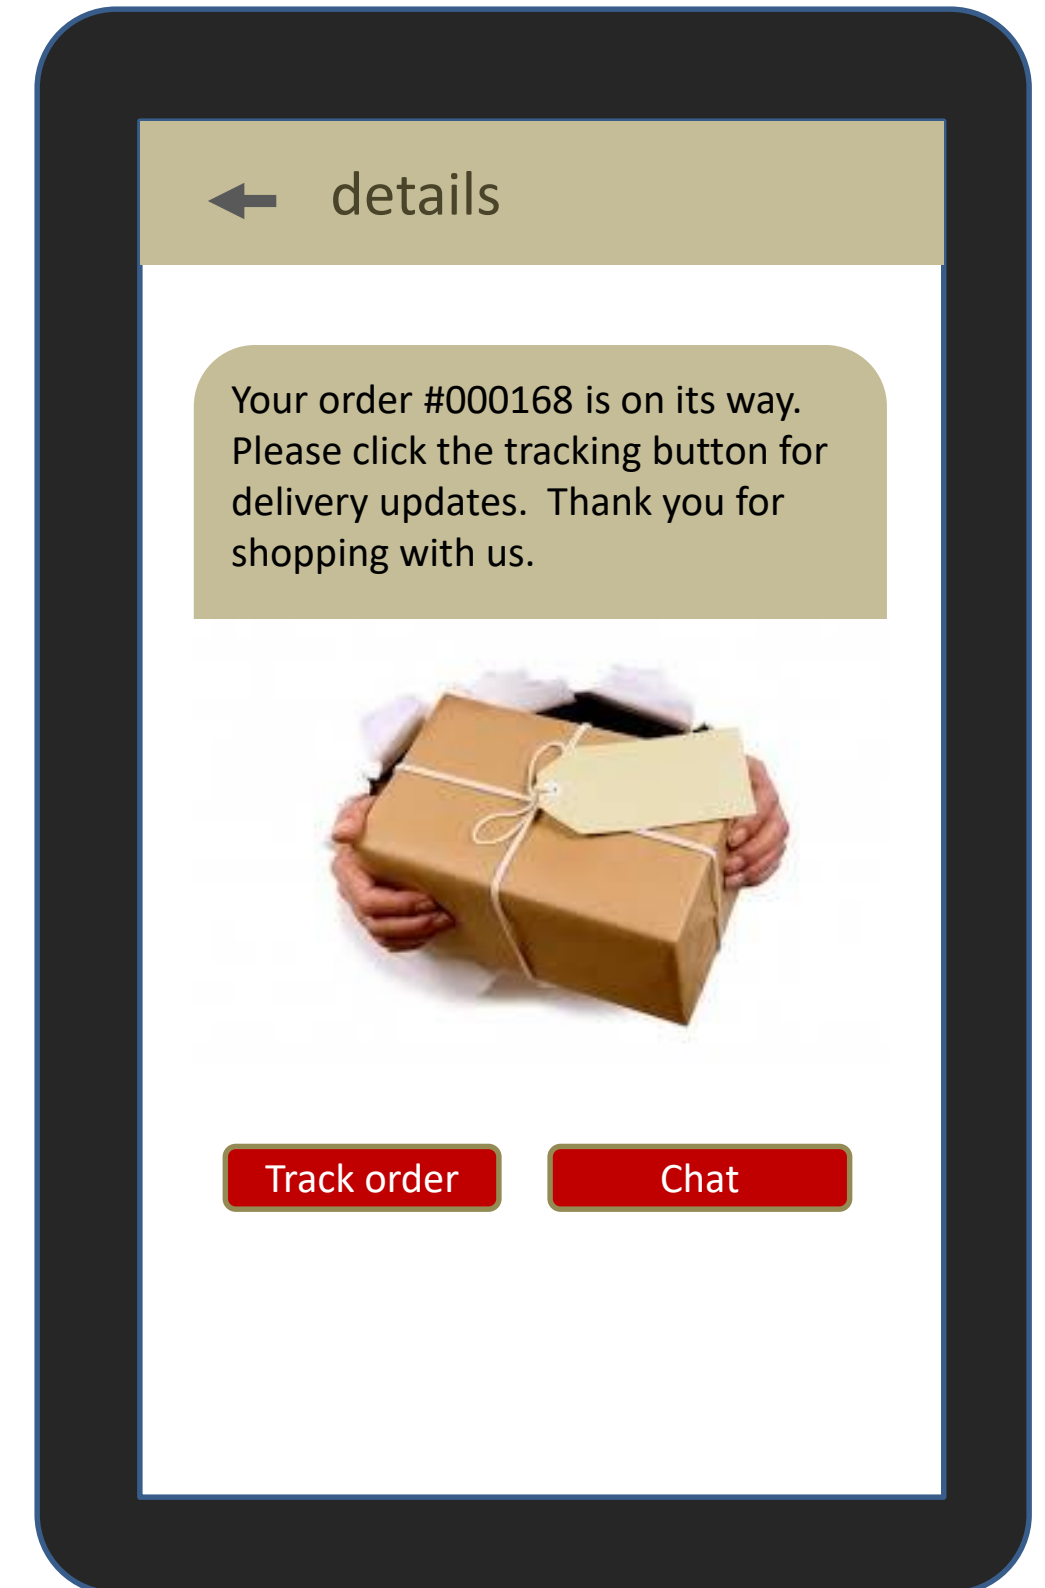 details
Your order #000168 is on its way.
Please click the tracking button for
delivery updates.  Thank you for
shopping with us.
Track order
Chat